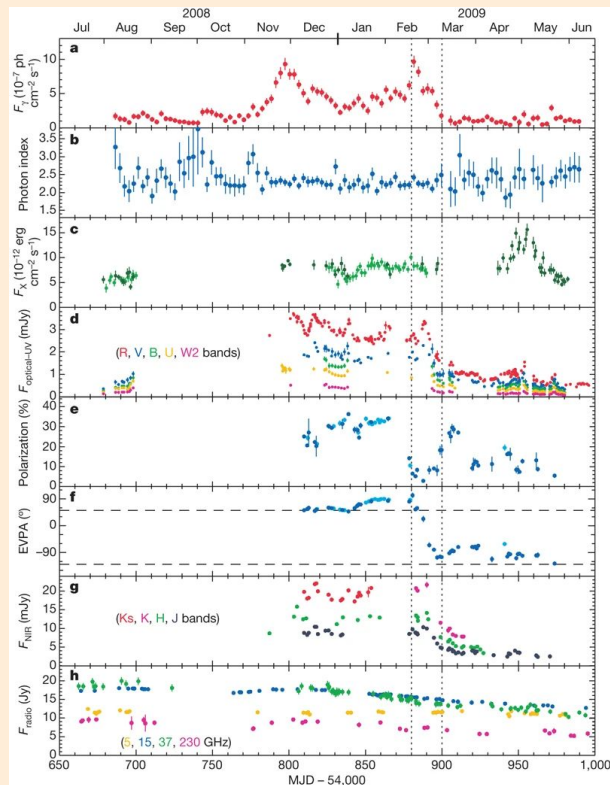 2008 2009
Jul Aug Sep Oct Nov Dec Jan Feb Mar Apr May Jun
a
Fγ (10⁻⁷ ph cm⁻² s⁻¹)
10
5
0
b
Photon index
3.5
3.0
2.5
2.0
1.5
c
FX (10⁻¹² erg cm⁻² s⁻¹)
15
10
5
0
d
Foptical–UV (mJy)
3
2
1
0
(R, V, B, U, W2 bands)
e
Polarization (%)
40
30
20
10
0
f
EVPA (°)
90
0
−90
g
FNIR (mJy)
20
15
10
5
0
(Ks, K, H, J bands)
h
Fradio (Jy)
20
15
10
5
0
(5, 15, 37, 230 GHz)
650 700 750 800 850 900 950 1,000
MJD – 54,000